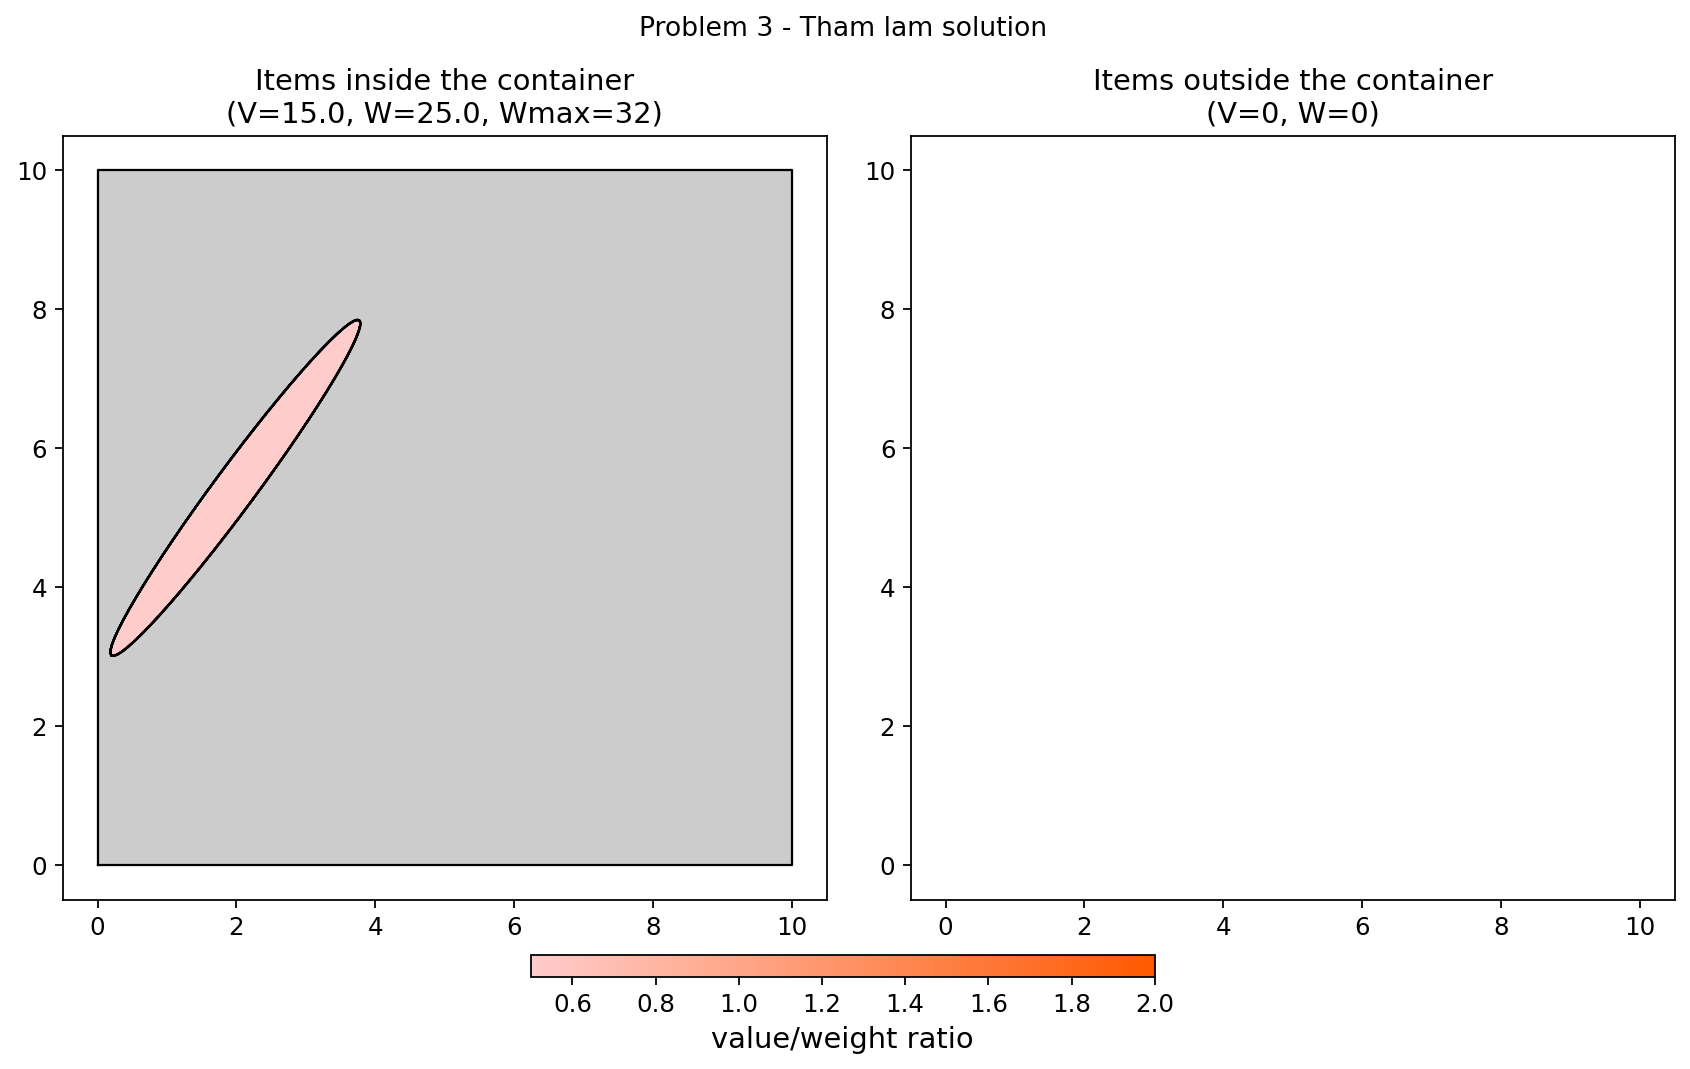 Problem 3 - Tham lam solution
Items inside the container
(V=15.0, W=25.0, Wmax=32)
10
8
6
4
2
0
0 2 4 6 8 10
Items outside the container
(V=0, W=0)
10
8
6
4
2
0
0 2 4 6 8 10
0.6 0.8 1.0 1.2 1.4 1.6 1.8 2.0
value/weight ratio